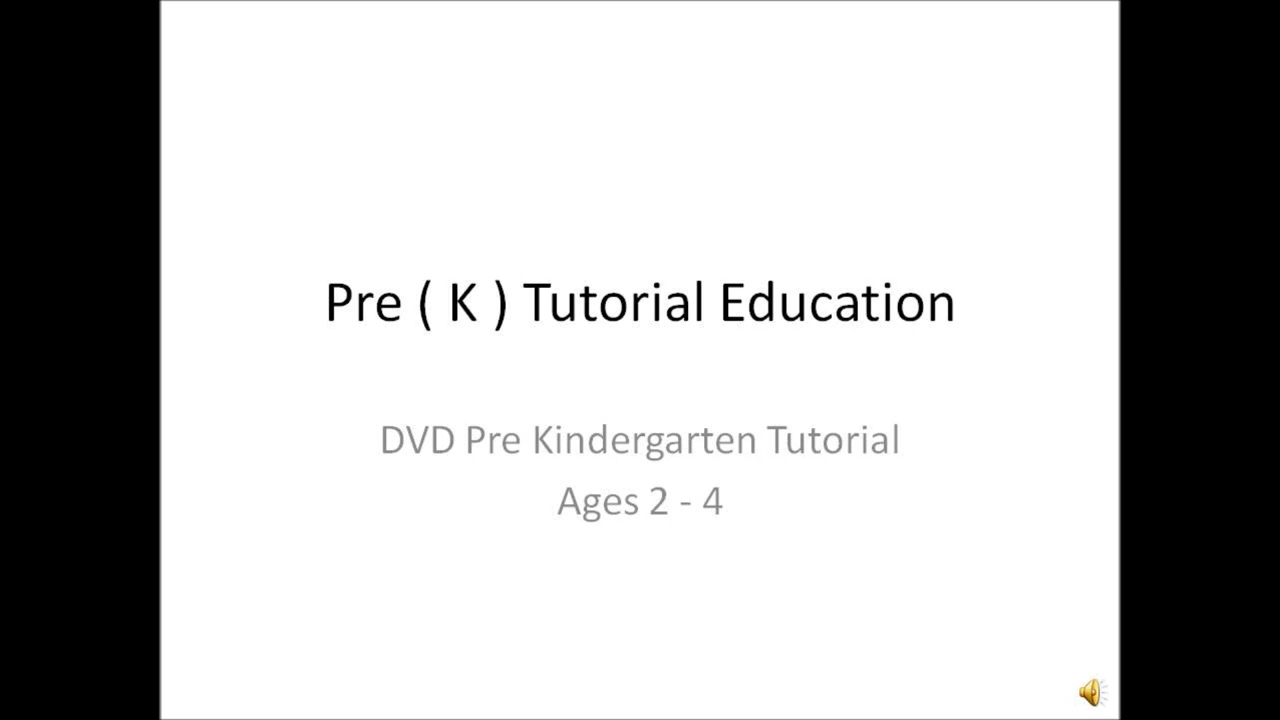 Pre ( K ) Tutorial Education
DVD Pre Kindergarten Tutorial
Ages 2 - 4